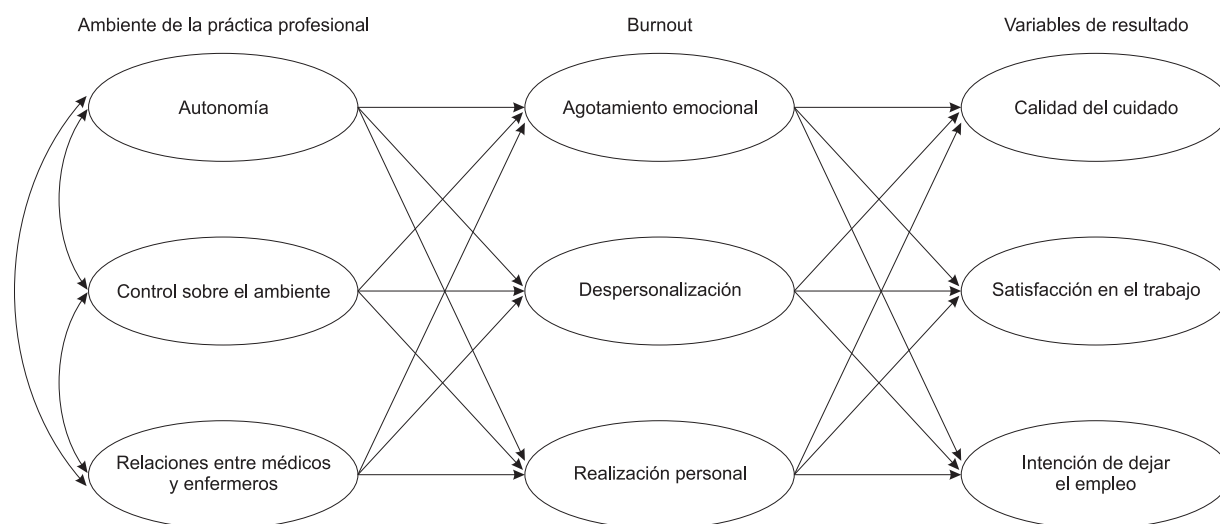 Ambiente de la práctica profesional
Burnout
Variables de resultado
Autonomía
Agotamiento emocional
Calidad del cuidado
Control sobre el ambiente
Despersonalización
Satisfacción en el trabajo
Relaciones entre médicos
y enfermeros
Realización personal
Intención de dejar
el empleo